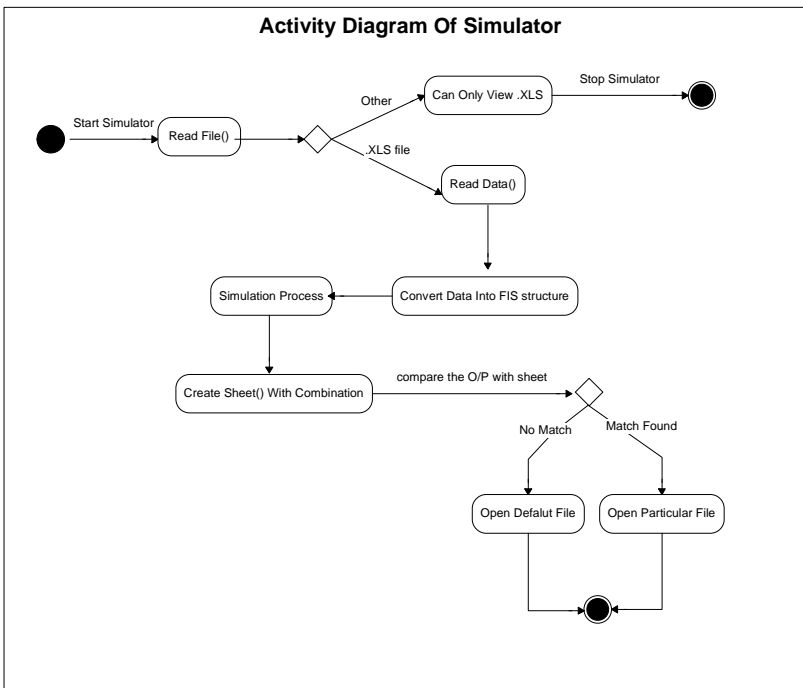 Activity Diagram Of Simulator
Stop Simulator
Can Only View .XLS
Other
Start Simulator
Read File()
.XLS file
Read Data()
Simulation Process
Convert Data Into FIS structure
compare the O/P with sheet
Create Sheet() With Combination
No Match
Match Found
Open Defalut File
Open Particular File